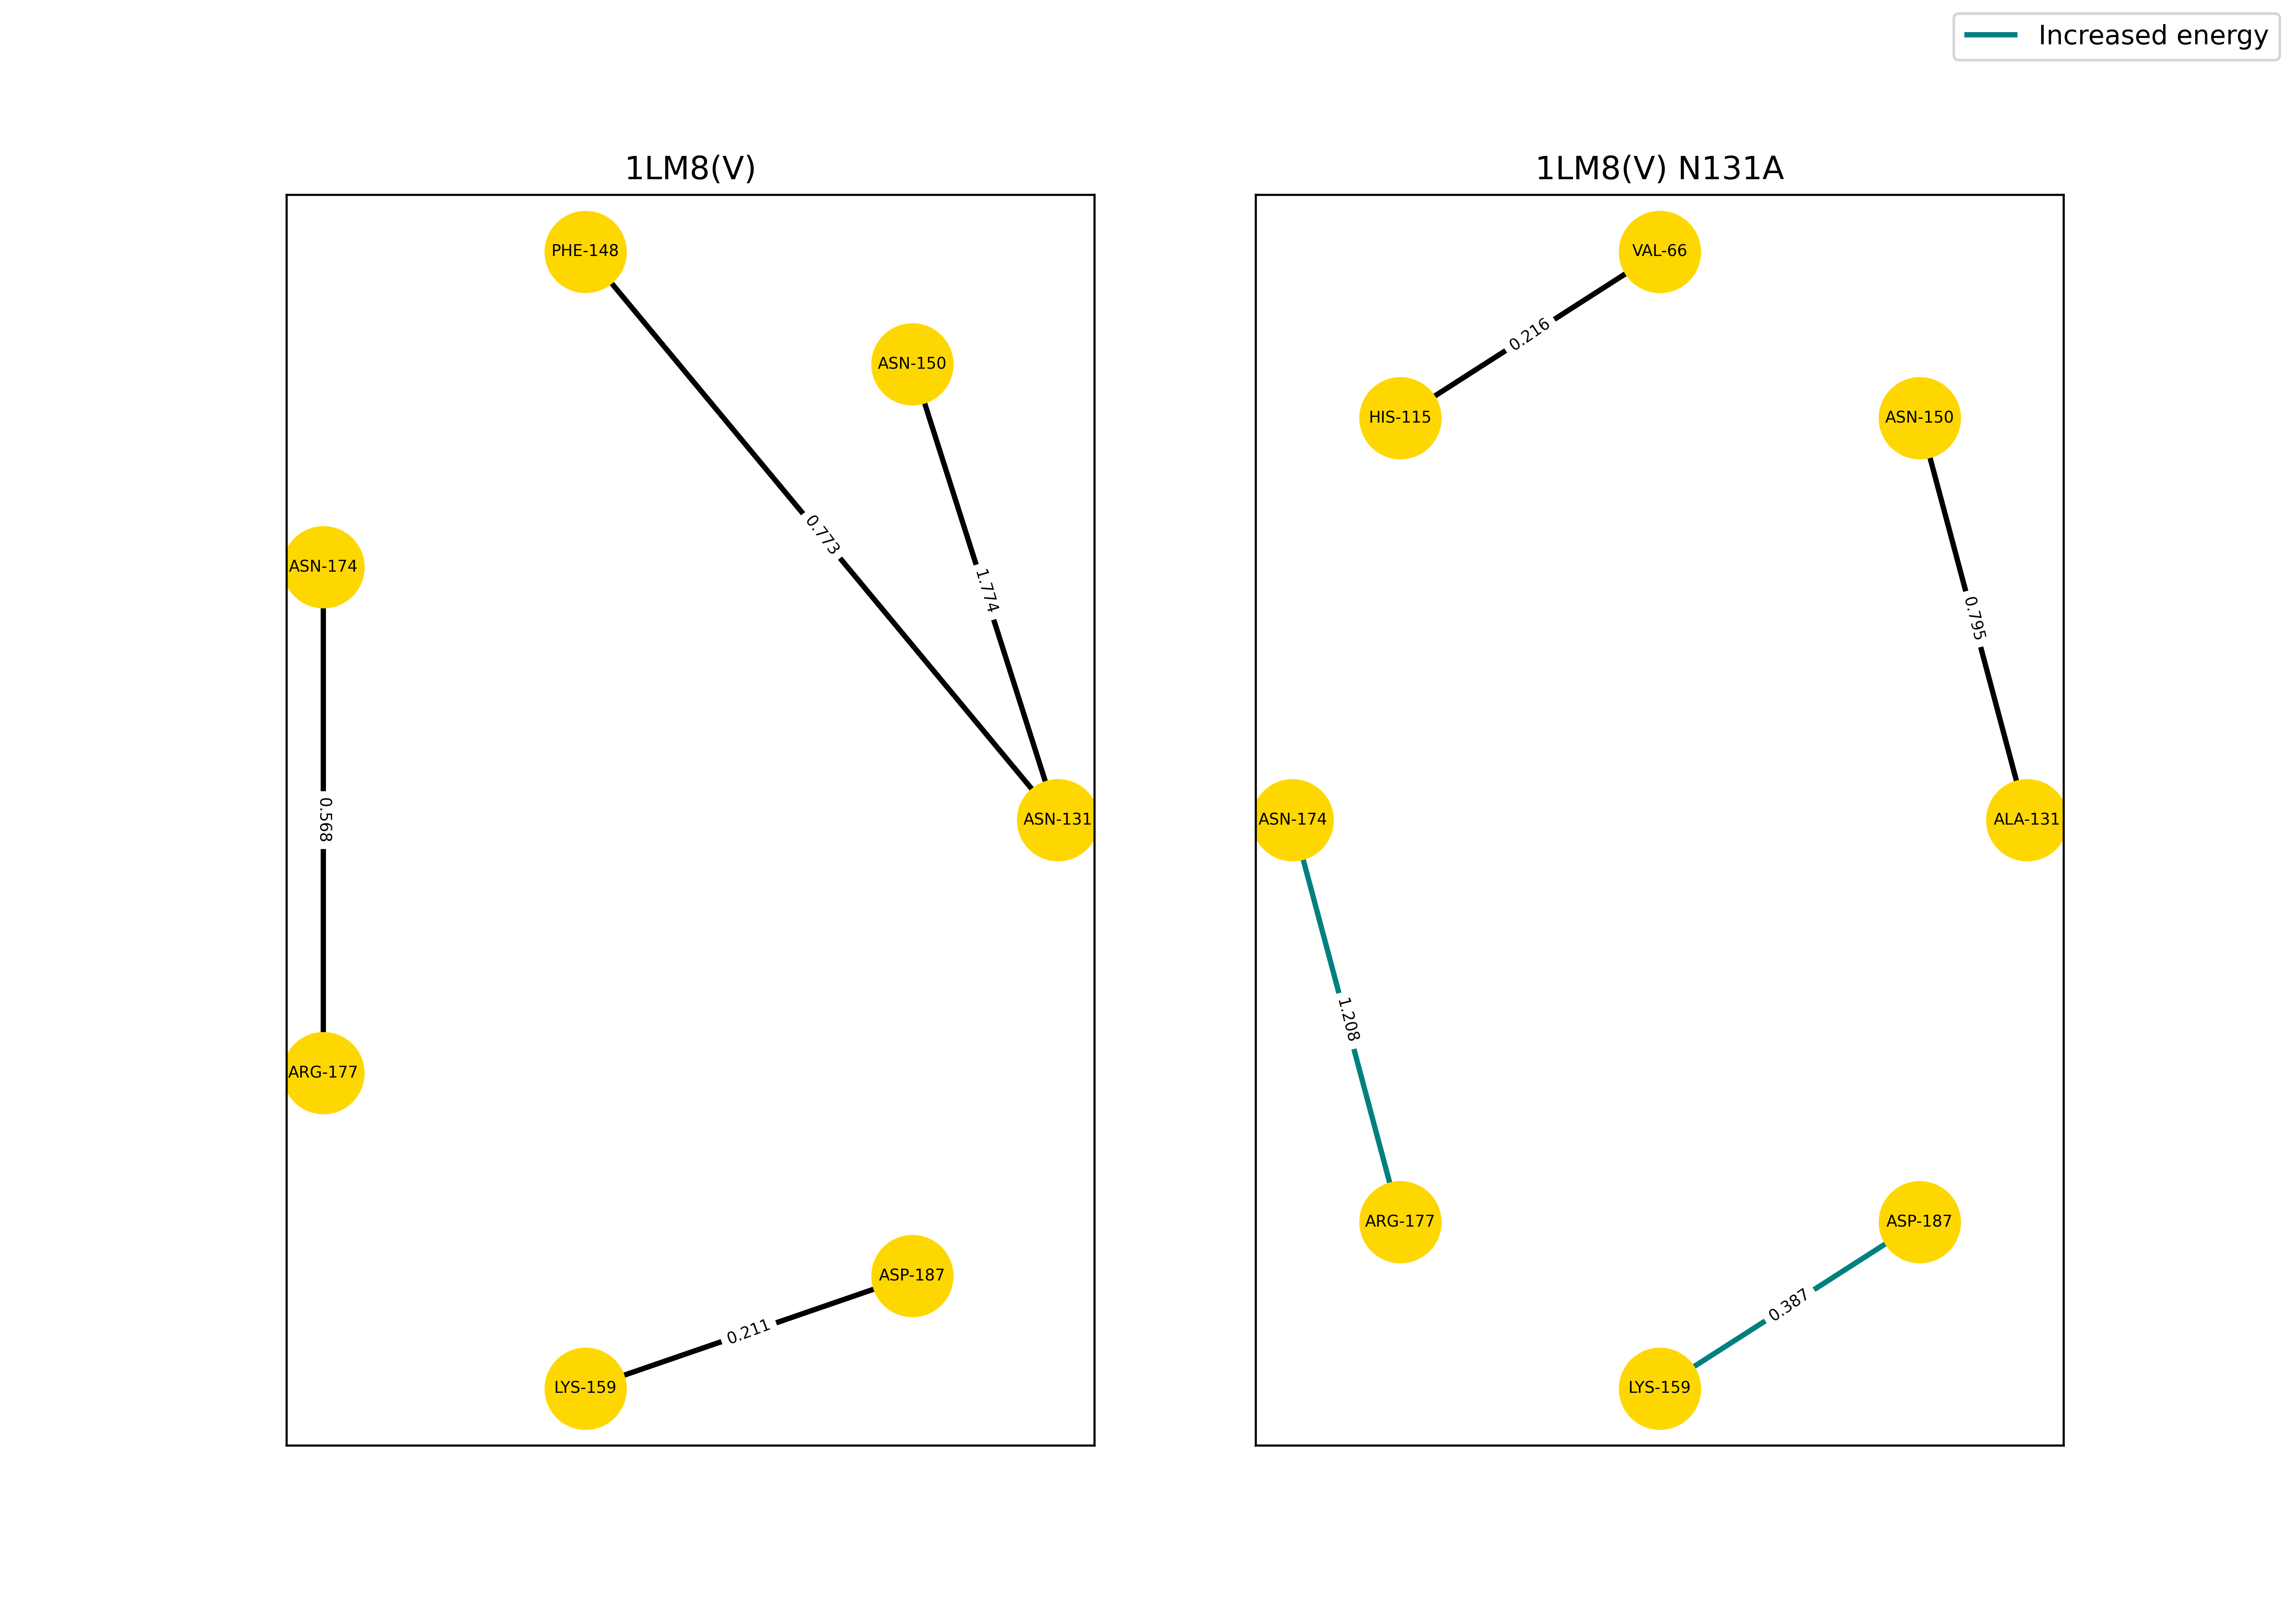 Increased energy
1LM8(V)
PHE-148
ASN-150
0.773
1.774
ASN-174
0.568
ASN-131
ARG-177
ASP-187
0.211
LYS-159
1LM8(V) N131A
VAL-66
0.216
HIS-115
ASN-150
0.795
ASN-174
ALA-131
1.208
ARG-177
ASP-187
0.387
LYS-159